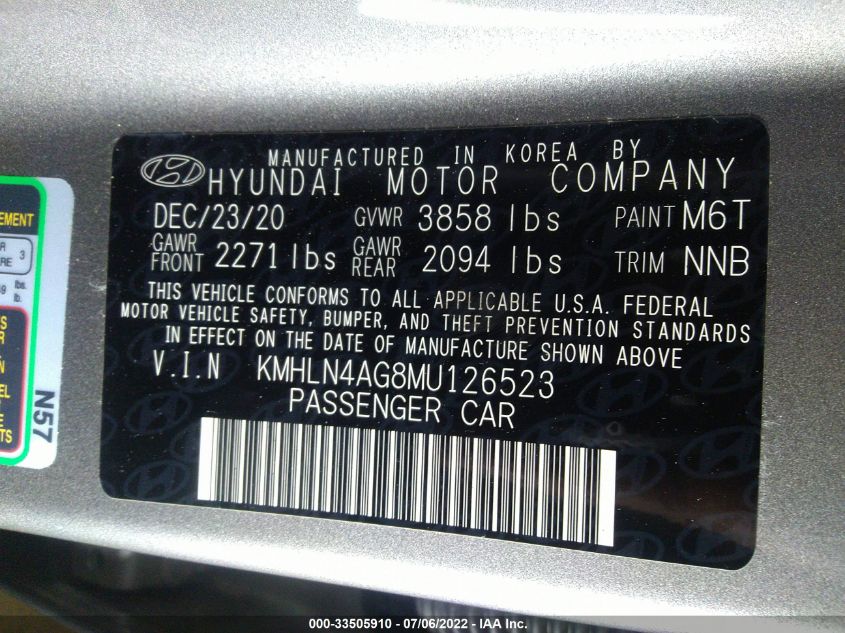 MANUFACTURED IN KOREA BY
HYUNDAI MOTOR COMPANY
DEC/23/20 GVWR 3858 lbs PAINT M6T
GAWR FRONT 2271 lbs GAWR REAR 2094 lbs TRIM NNB
THIS VEHICLE CONFORMS TO ALL APPLICABLE U.S.A. FEDERAL
MOTOR VEHICLE SAFETY, BUMPER, AND THEFT PREVENTION STANDARDS
IN EFFECT ON THE DATE OF MANUFACTURE SHOWN ABOVE
V.I.N KMHLN4AG8MU126523
PASSENGER CAR
3
lbs.
lb.
N57
000-33505910 - 07/06/2022 - IAA Inc.